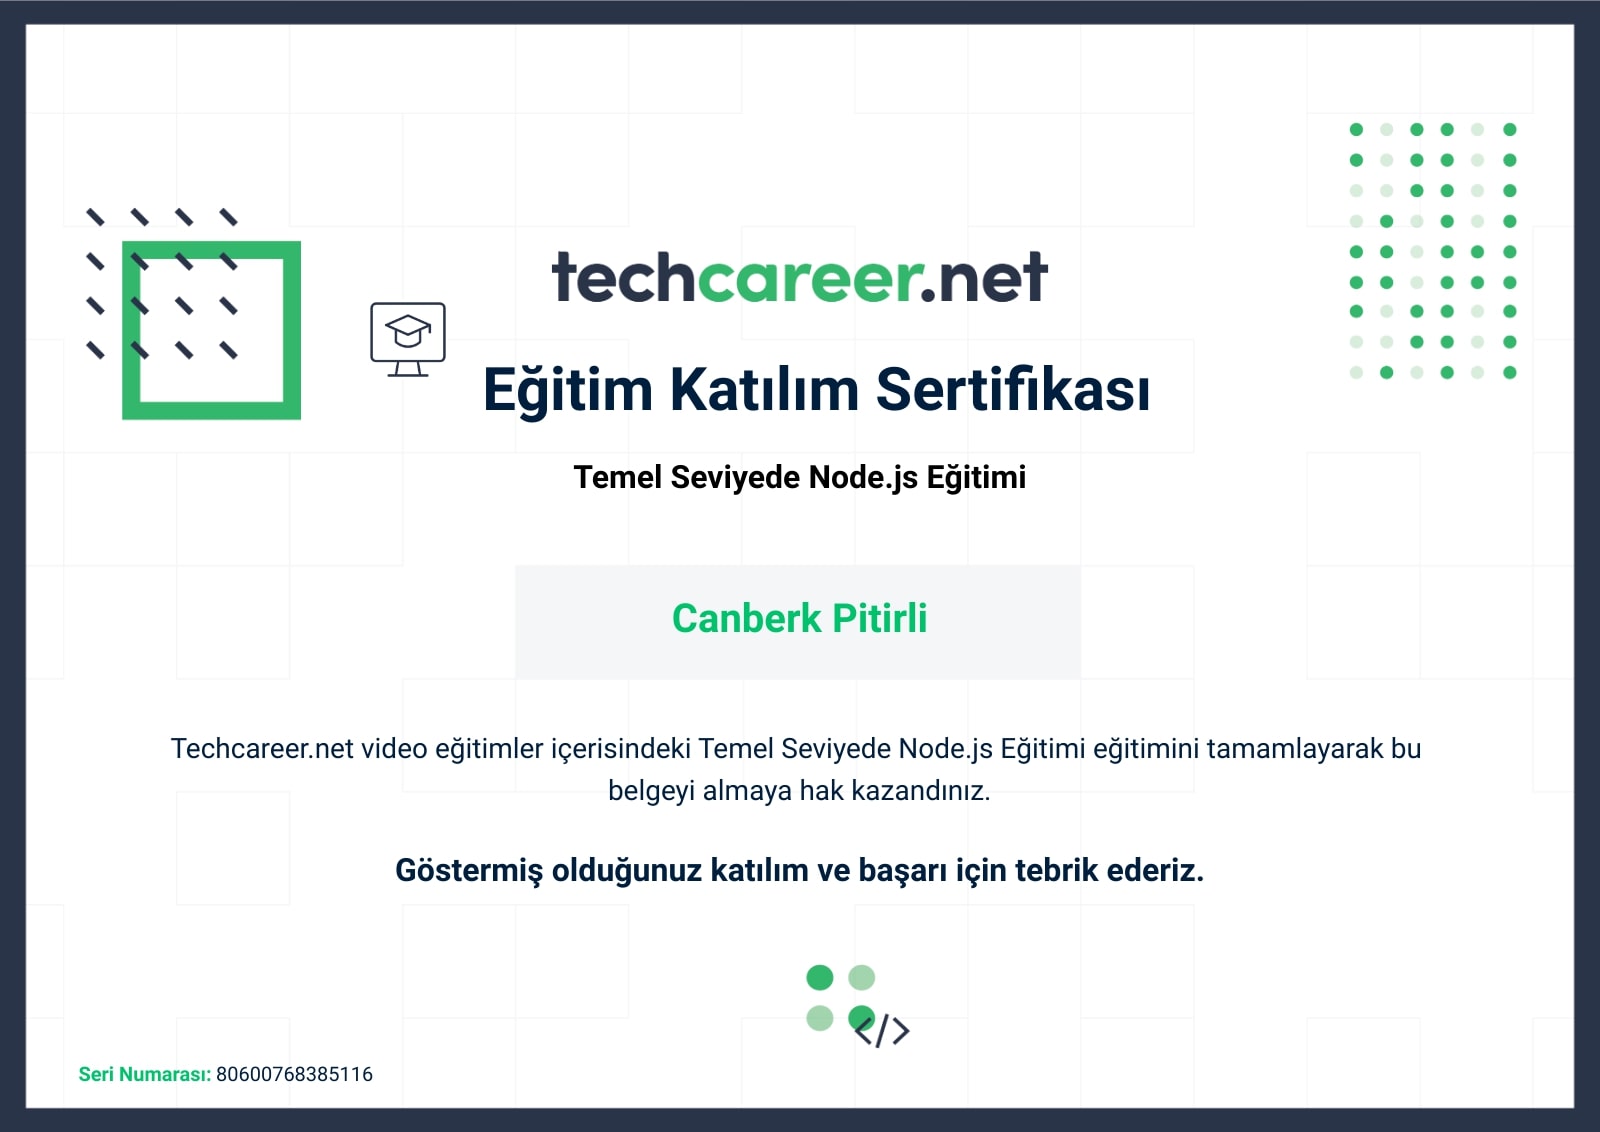 techcareer.net
Eğitim Katılım Sertifikası
Temel Seviyede Node.js Eğitimi
Canberk Pitirli
Techcareer.net video eğitimler içerisindeki Temel Seviyede Node.js Eğitimi eğitimini tamamlayarak bu
belgeyi almaya hak kazandınız.
Göstermiş olduğunuz katılım ve başarı için tebrik ederiz.
</>
Seri Numarası: 80600768385116